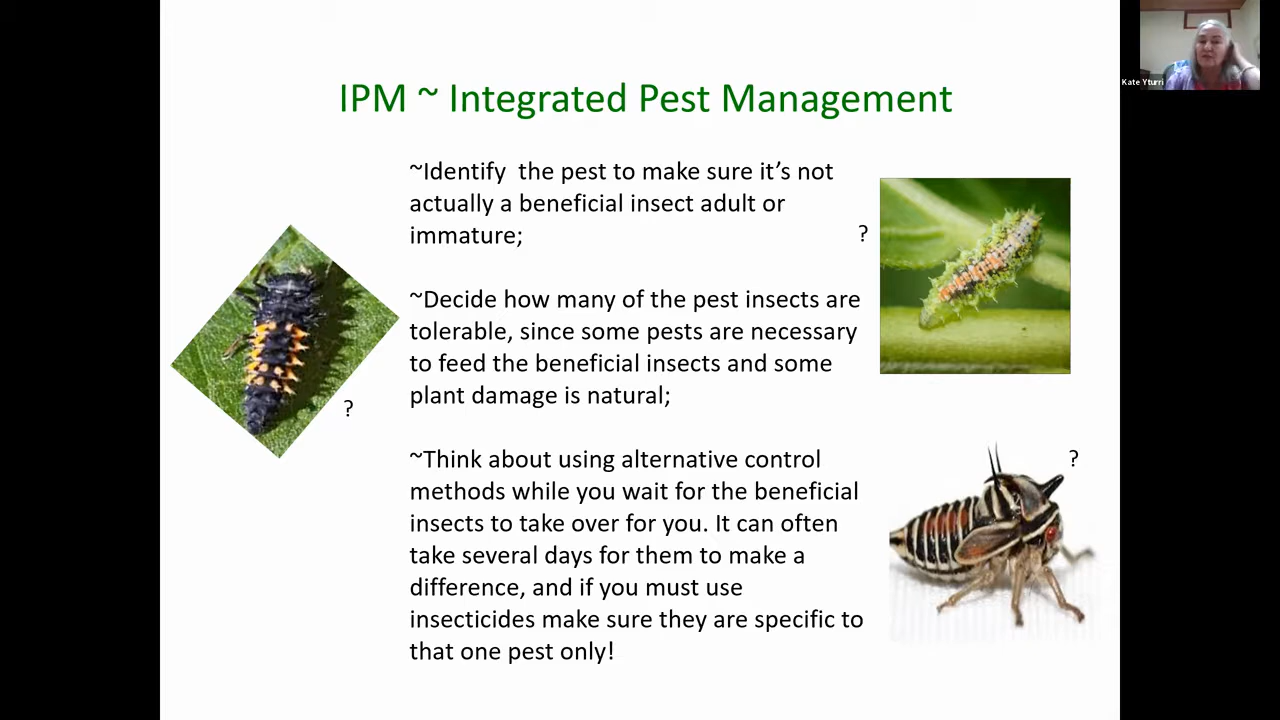 Kate Yturri
IPM ~ Integrated Pest Management
~Identify  the pest to make sure it’s not
actually a beneficial insect adult or
immature;
?
~Decide how many of the pest insects are
tolerable, since some pests are necessary
to feed the beneficial insects and some
plant damage is natural;
?
~Think about using alternative control
methods while you wait for the beneficial
insects to take over for you. It can often
take several days for them to make a
difference, and if you must use
insecticides make sure they are specific to
that one pest only!
?